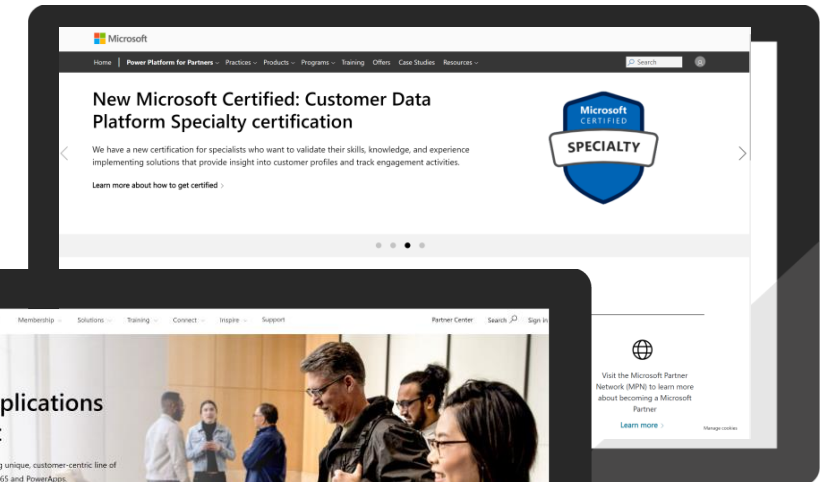 Microsoft
Home | Power Platform for Partners Practices Products Programs Training Offers Case Studies Resources Search
New Microsoft Certified: Customer Data
Platform Specialty certification
We have a new certification for specialists who want to validate their skills, knowledge, and experience
implementing solutions that provide insight into customer profiles and track engagement activities.
Learn more about how to get certified
Microsoft
CERTIFIED
SPECIALTY
Membership Solutions Training Connect Inspire Support Partner Center Search Sign in
plications
g unique, customer-centric line of
65 and PowerApps.
Visit the Microsoft Partner
Network (MPN) to learn more
about becoming a Microsoft
Partner
Learn more
Manage cookies